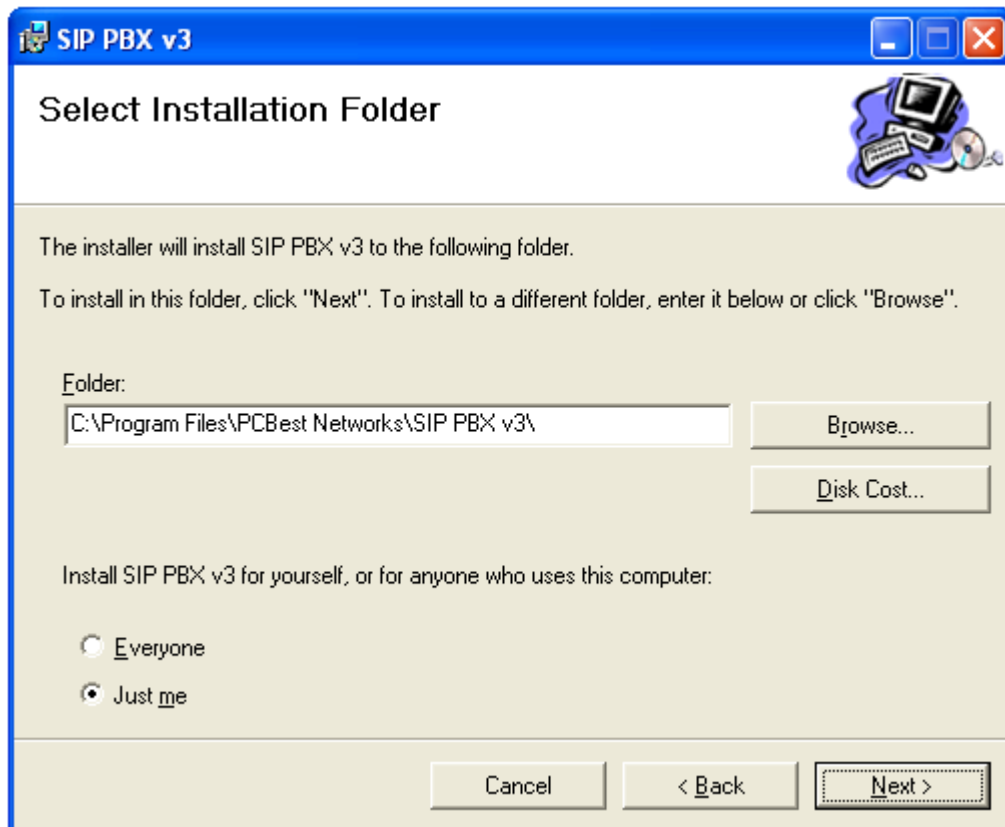 SIP PBX v3
Select Installation Folder
The installer will install SIP PBX v3 to the following folder.
To install in this folder, click "Next". To install to a different folder, enter it below or click "Browse".
Folder:
C:\Program Files\PCBest Networks\SIP PBX v3\
Browse...
Disk Cost...
Install SIP PBX v3 for yourself, or for anyone who uses this computer:
Everyone
Just me
Cancel
< Back
Next >